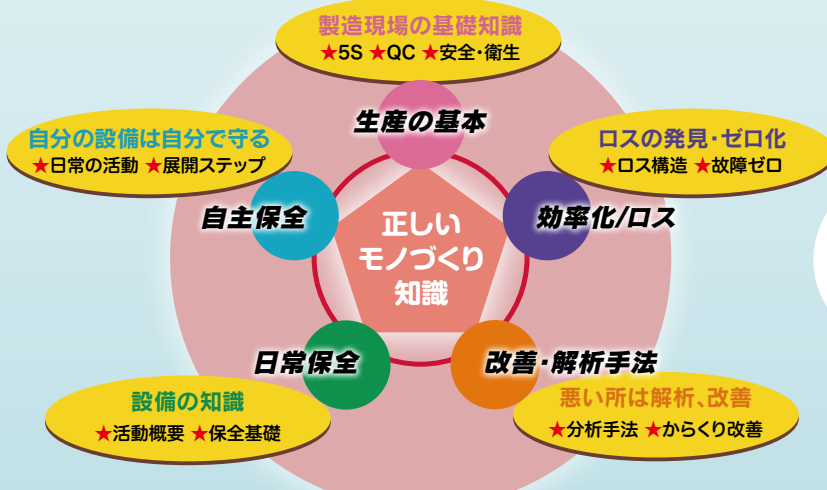 製造現場の基礎知識
★5S ★QC ★安全・衛生
生産の基本
自分の設備は自分で守る
★日常の活動 ★展開ステップ
ロスの発見・ゼロ化
★ロス構造 ★故障ゼロ
自主保全
効率化/ロス
正しい
モノづくり
知識
日常保全
改善・解析手法
設備の知識
★活動概要 ★保全基礎
悪い所は解析、改善
★分析手法 ★からくり改善